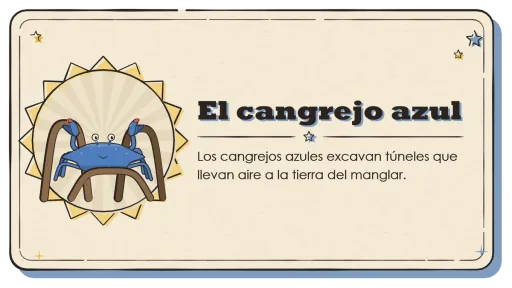 El cangrejo azul
Los cangrejos azules excavan túneles que
llevan aire a la tierra del manglar.